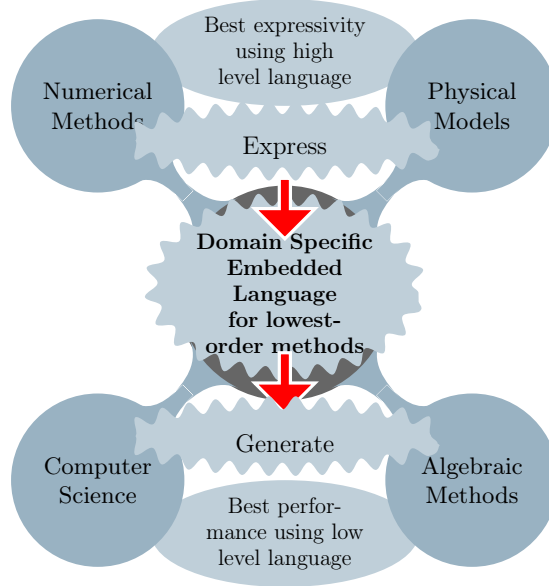 Best expressivity
using high
level language
Numerical
Methods
Physical
Models
Express
Domain Specific
Embedded
Language
for lowest-
order methods
Generate
Computer
Science
Algebraic
Methods
Best perfor-
mance using low
level language